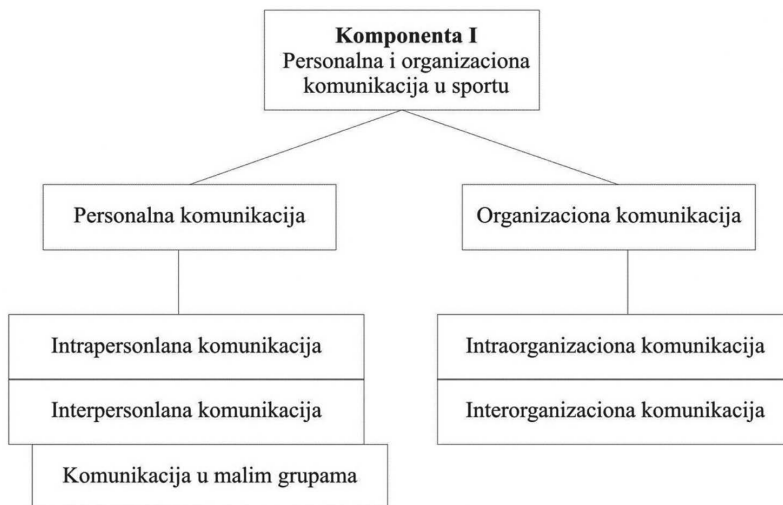 Komponenta I
Personalna i organizaciona
komunikacija u sportu
Personalna komunikacija
Organizaciona komunikacija
Intrapersonlana komunikacija
Intraorganizaciona komunikacija
Interpersonlana komunikacija
Interorganizaciona komunikacija
Komunikacija u malim grupama